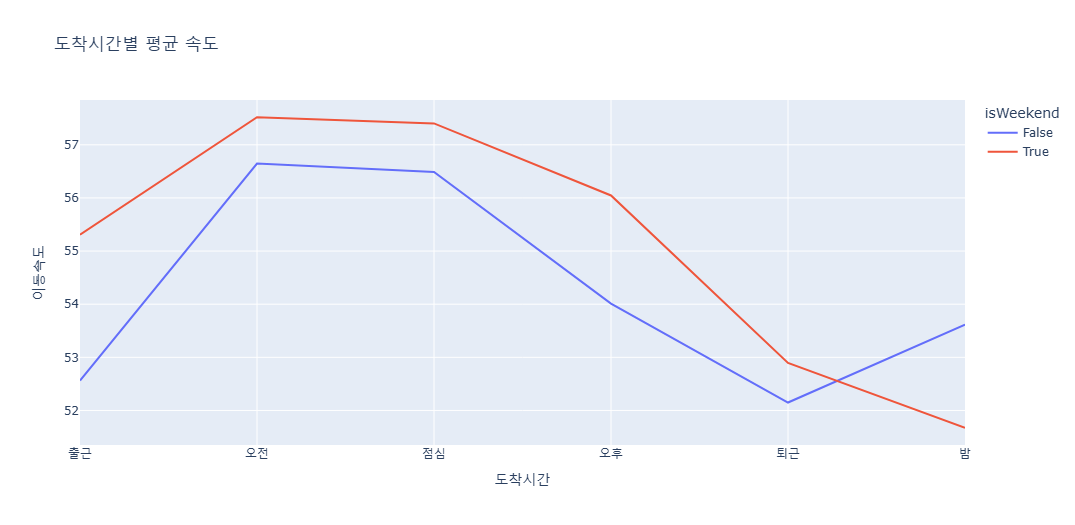 도착시간별 평균 속도
isWeekend
False
True
이동속도
57
56
55
54
53
52
출근
오전
점심
오후
퇴근
밤
도착시간